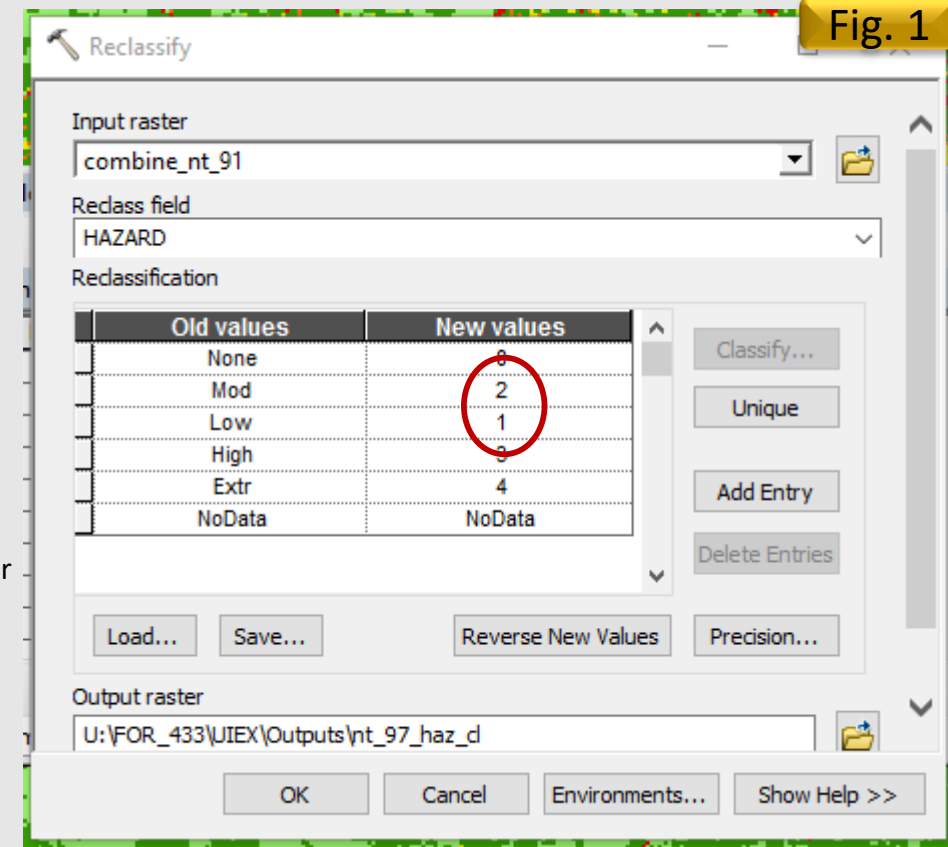 Fig. 1
Reclassify
Input raster
combine_nt_91
Reclass field
HAZARD
Reclassification
Old values New values
None 0
Mod 2
Low 1
High 3
Extr 4
NoData NoData
Classify...
Unique
Add Entry
Delete Entries
r
Load... Save... Reverse New Values Precision...
Output raster
U:\FOR_433\UIEX\Outputs\nt_97_haz_cl
OK Cancel Environments... Show Help >>